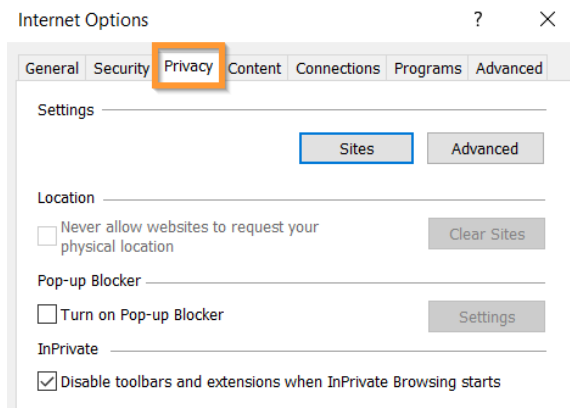 Internet Options ? ×
General Security Privacy Content Connections Programs Advanced
Settings
Sites Advanced
Location
Never allow websites to request your
physical location
Clear Sites
Pop-up Blocker
Turn on Pop-up Blocker Settings
InPrivate
Disable toolbars and extensions when InPrivate Browsing starts